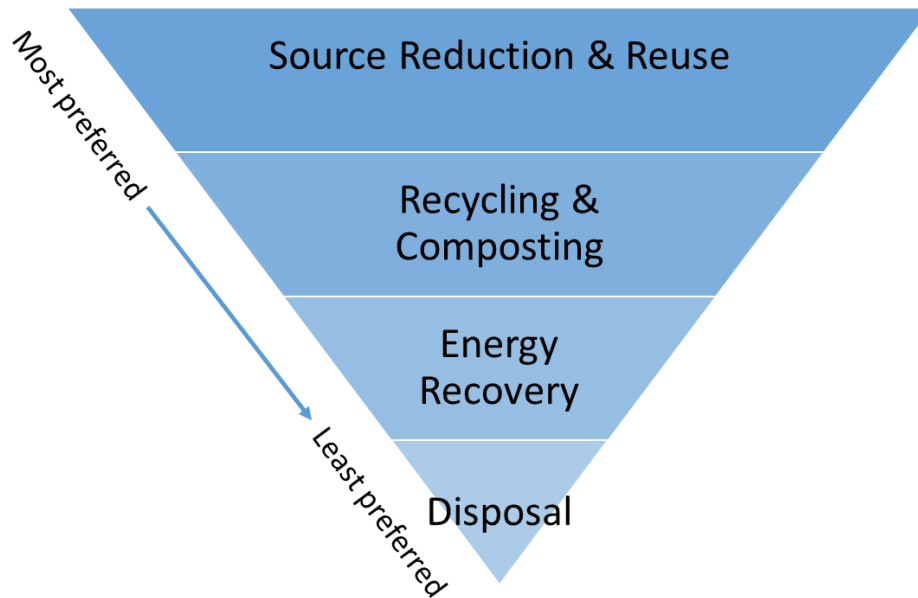 Source Reduction & Reuse
Most preferred
Recycling &
Composting
Energy
Recovery
Least preferred
Disposal